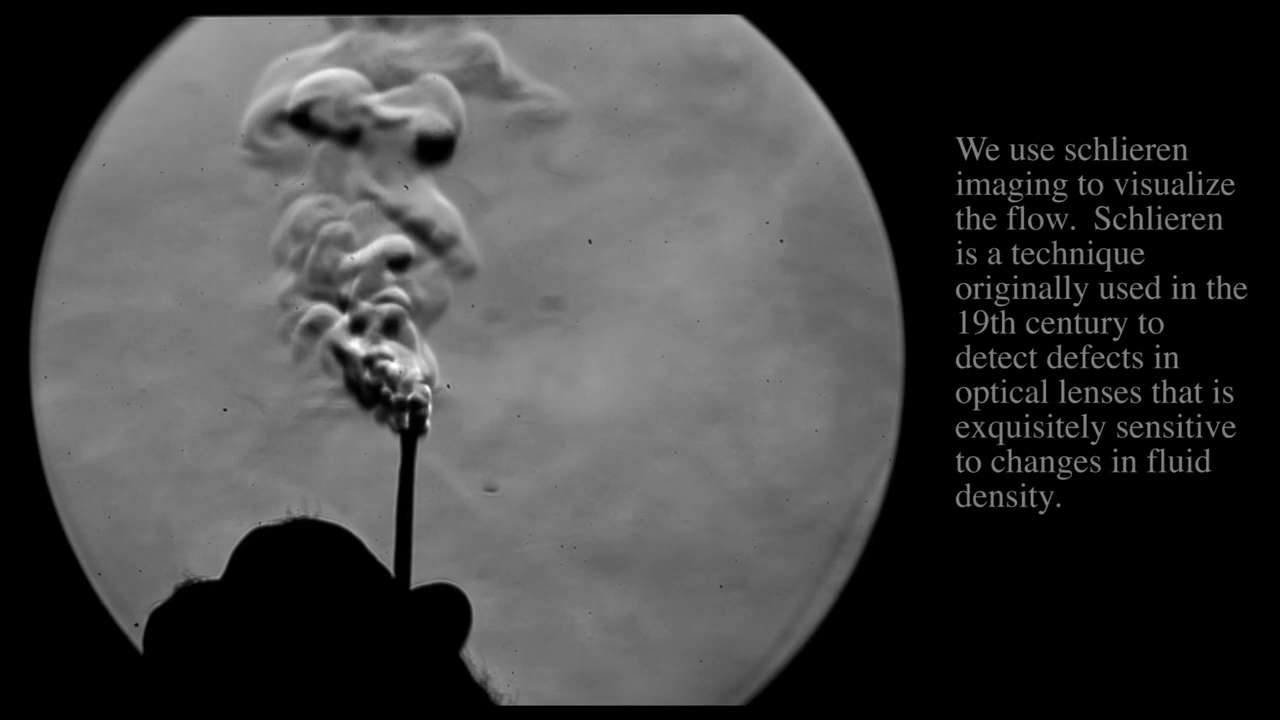 We use schlieren
imaging to visualize
the flow.  Schlieren
is a technique
originally used in the
19th century to
detect defects in
optical lenses that is
exquisitely sensitive
to changes in fluid
density.